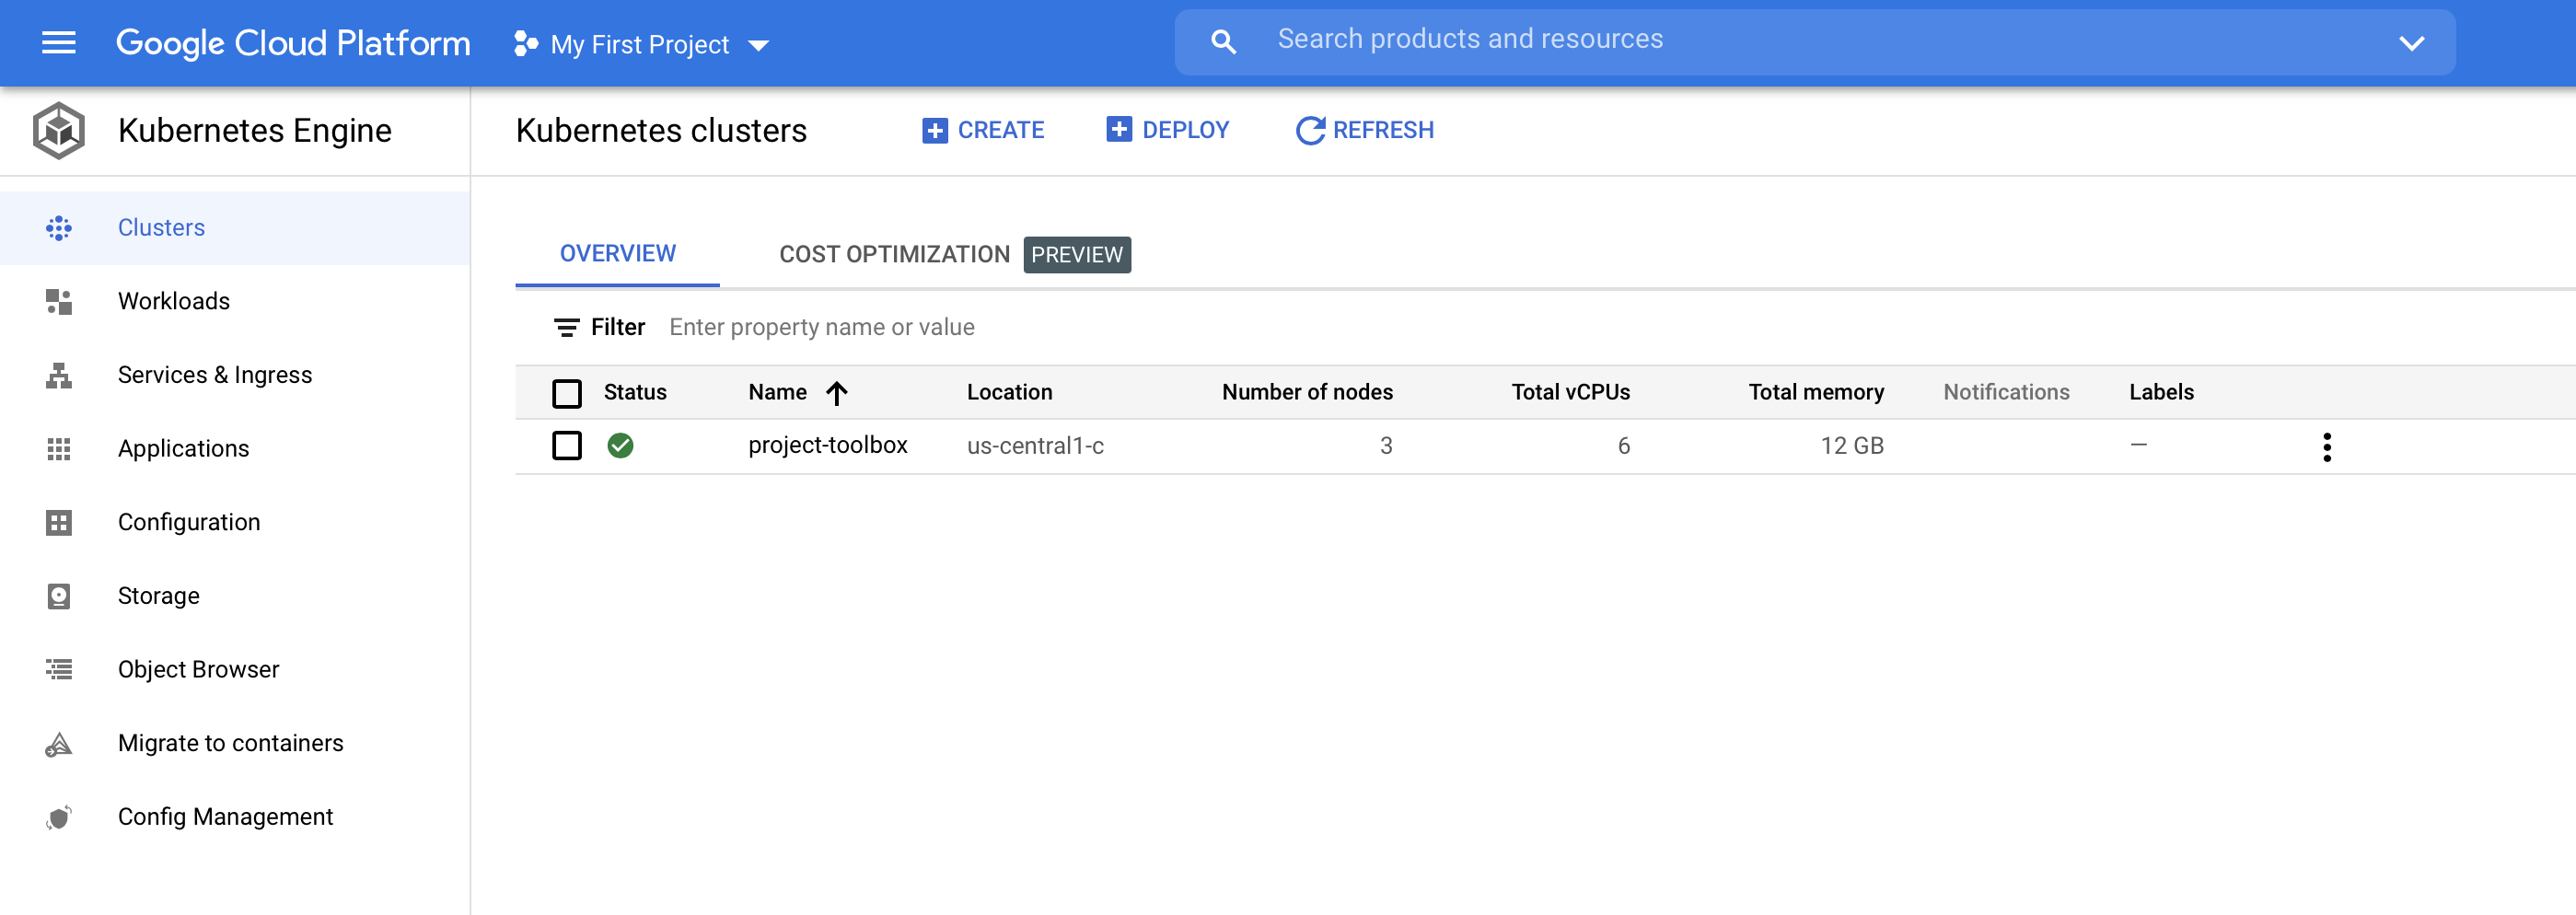 Google Cloud Platform
My First Project
Search products and resources
Kubernetes Engine
Kubernetes clusters
CREATE
DEPLOY
REFRESH
Clusters
Workloads
Services & Ingress
Applications
Configuration
Storage
Object Browser
Migrate to containers
Config Management
OVERVIEW
COST OPTIMIZATION PREVIEW
Filter Enter property name or value
Status Name Location Number of nodes Total vCPUs Total memory Notifications Labels
project-toolbox us-central1-c 3 6 12 GB —